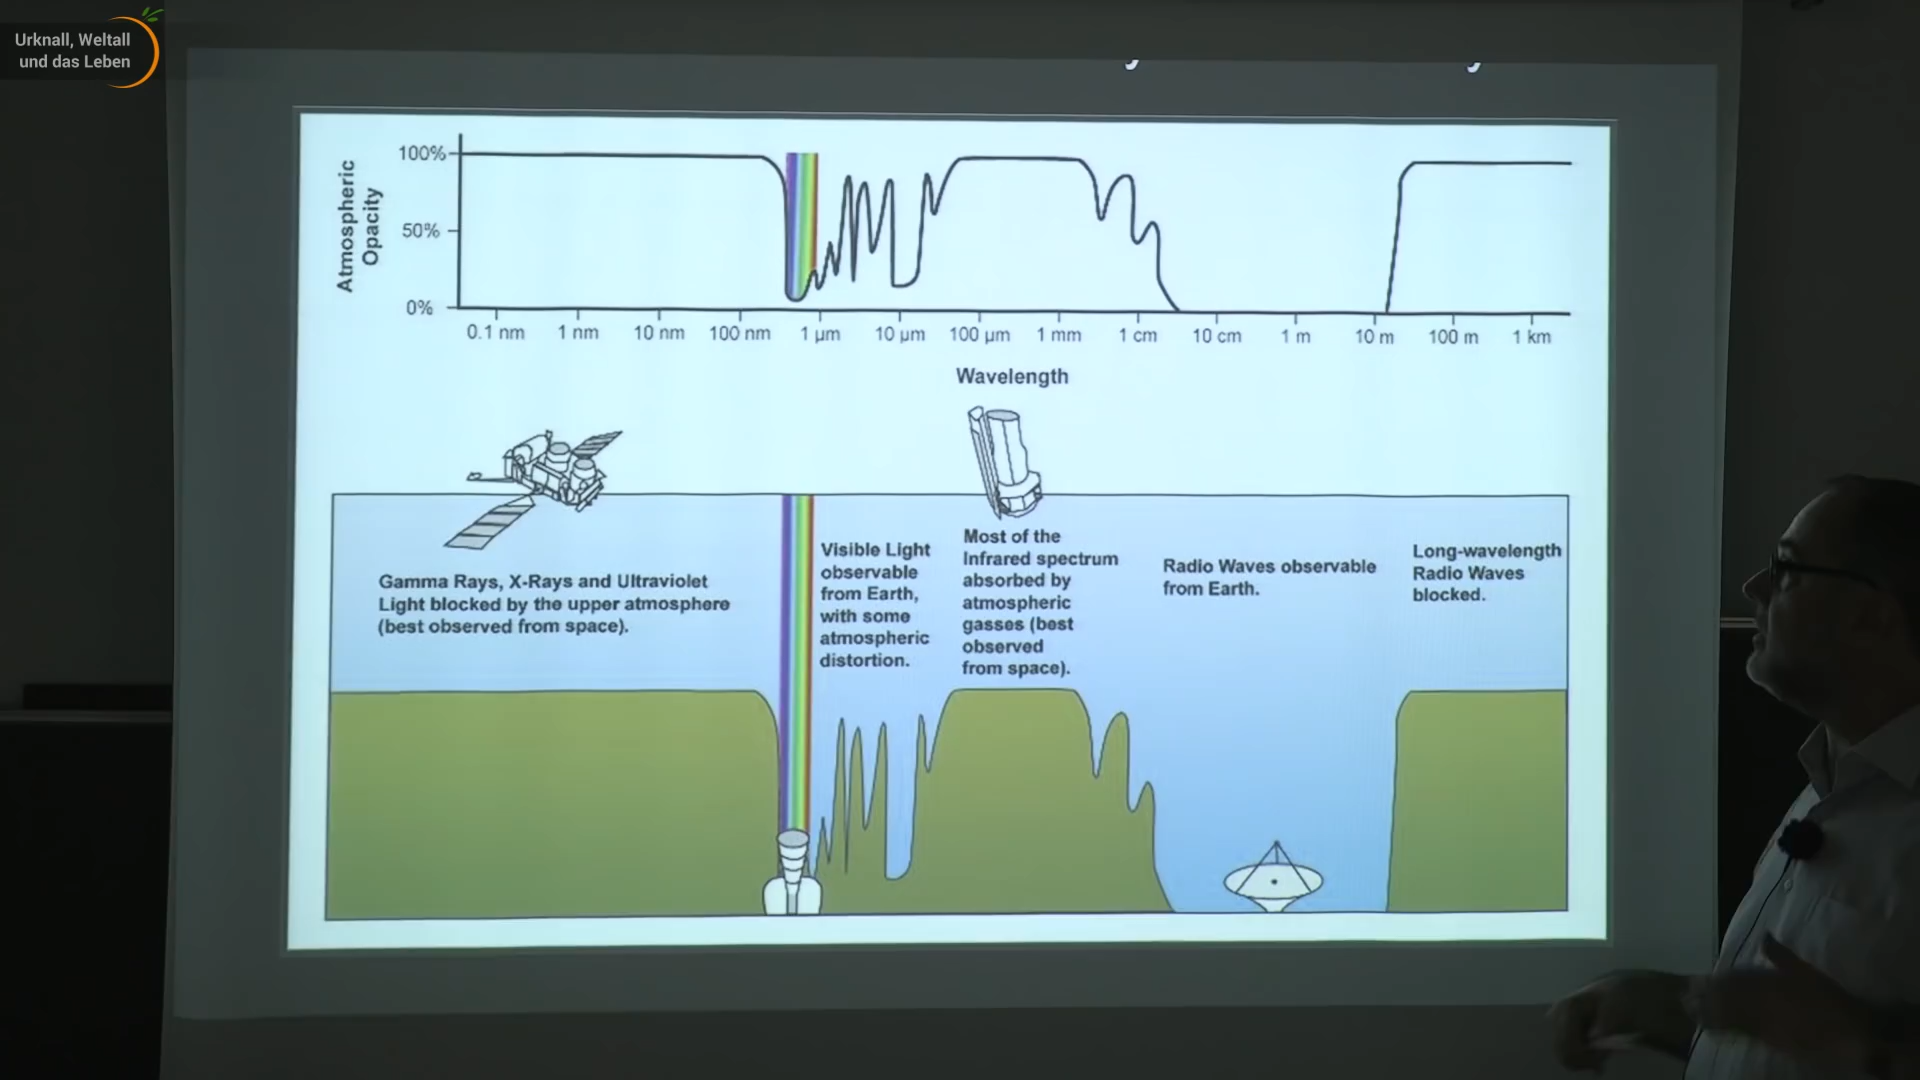 Urknall, Weltall
und das Leben
Atmospheric
Opacity
100%
50%
0%
0.1 nm
1 nm
10 nm
100 nm
1 µm
10 µm
100 µm
1 mm
1 cm
10 cm
1 m
10 m
100 m
1 km
Wavelength
Gamma Rays, X-Rays and Ultraviolet
Light blocked by the upper atmosphere
(best observed from space).
Visible Light
observable
from Earth,
with some
atmospheric
distortion.
Most of the
Infrared spectrum
absorbed by
atmospheric
gasses (best
observed
from space).
Radio Waves observable
from Earth.
Long-wavelength
Radio Waves
blocked.